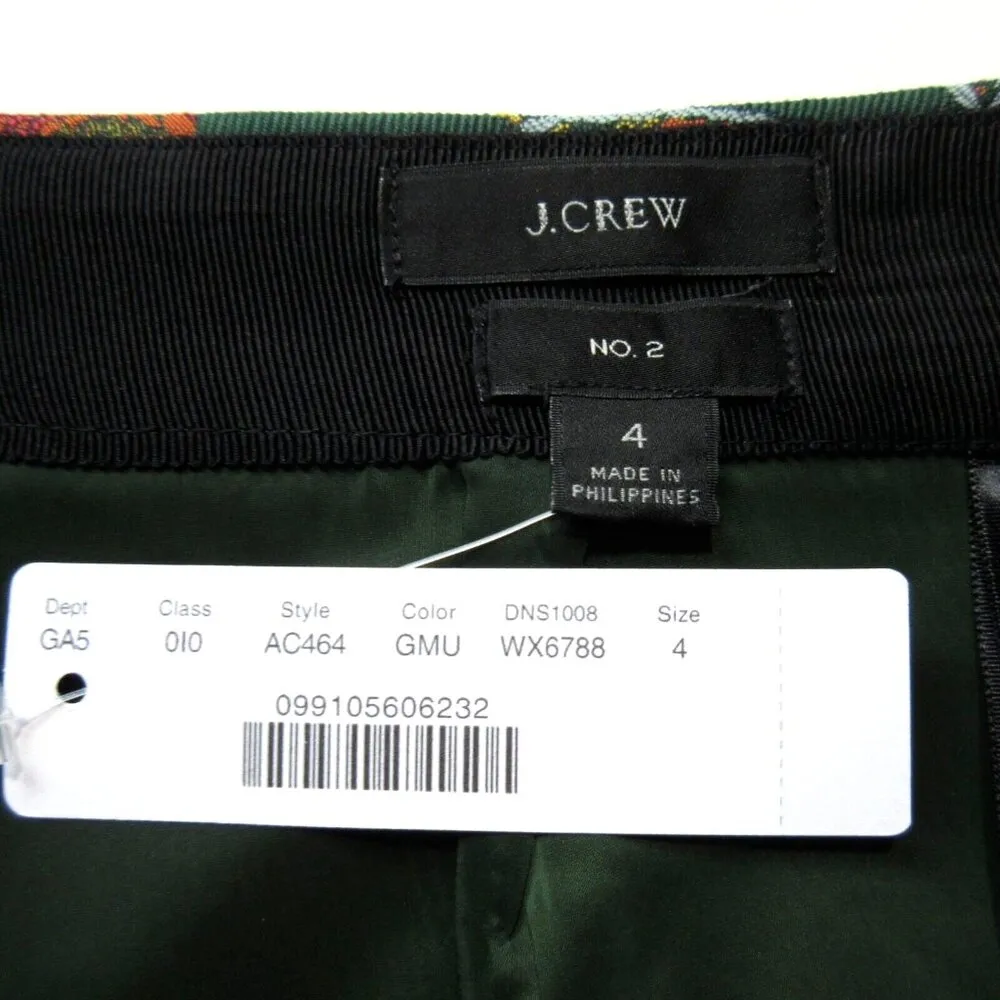 J.CREW
NO. 2
4
MADE IN
PHILIPPINES
Dept Class Style Color DNS1008 Size
GA5 0I0 AC464 GMU WX6788 4
099105606232